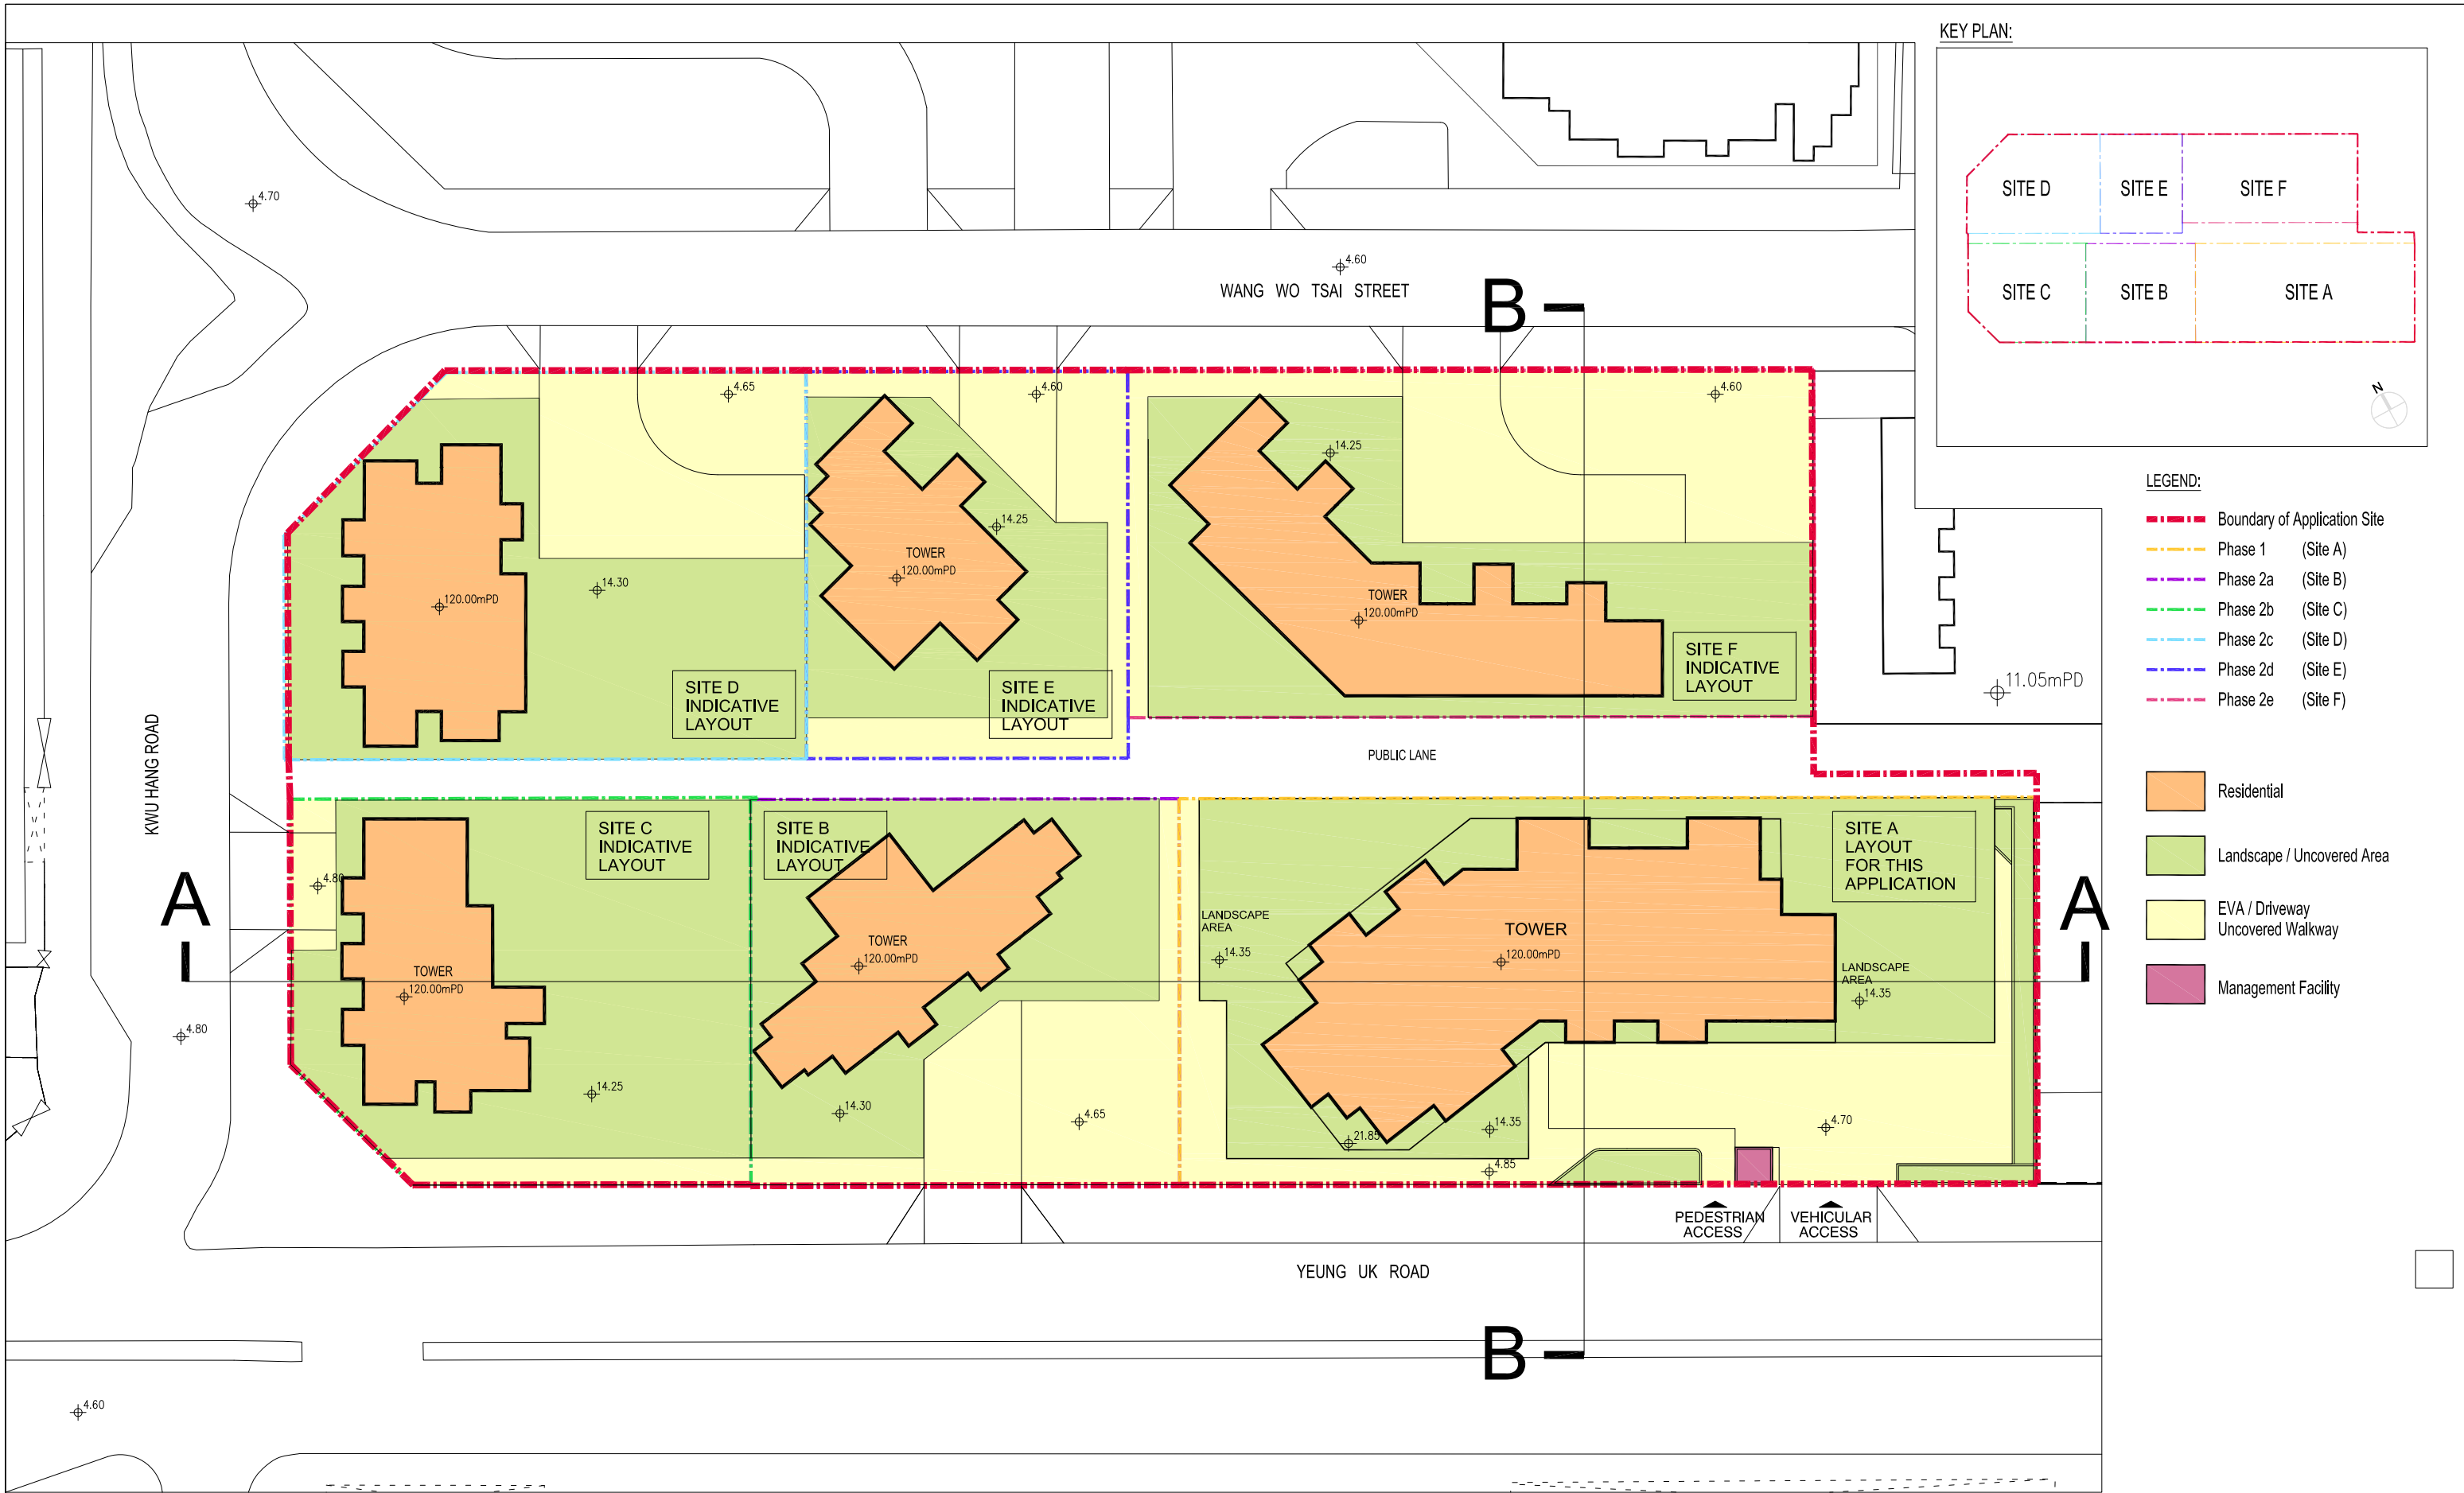 KEY PLAN:
SITE D
SITE E
SITE F
SITE C
SITE B
SITE A
N
4.70
4.60
WANG WO TSAI STREET
B
4.65
4.60
4.60
14.25
14.25
14.30
TOWER
120.00mPD
120.00mPD
TOWER
120.00mPD
SITE D
INDICATIVE
LAYOUT
SITE E
INDICATIVE
LAYOUT
SITE F
INDICATIVE
LAYOUT
11.05mPD
LEGEND:
Boundary of Application Site
Phase 1 (Site A)
Phase 2a (Site B)
Phase 2b (Site C)
Phase 2c (Site D)
Phase 2d (Site E)
Phase 2e (Site F)
Residential
Landscape / Uncovered Area
EVA / Driveway
Uncovered Walkway
Management Facility
KWU HANG ROAD
PUBLIC LANE
SITE C
INDICATIVE
LAYOUT
SITE B
INDICATIVE
LAYOUT
SITE A
LAYOUT
FOR THIS
APPLICATION
4.80
A
A
LANDSCAPE
AREA
14.35
TOWER
120.00mPD
TOWER
120.00mPD
TOWER
120.00mPD
LANDSCAPE
AREA
14.35
4.80
14.25
14.30
4.65
21.85
14.35
4.70
4.85
PEDESTRIAN
ACCESS
VEHICULAR
ACCESS
YEUNG UK ROAD
B
4.60